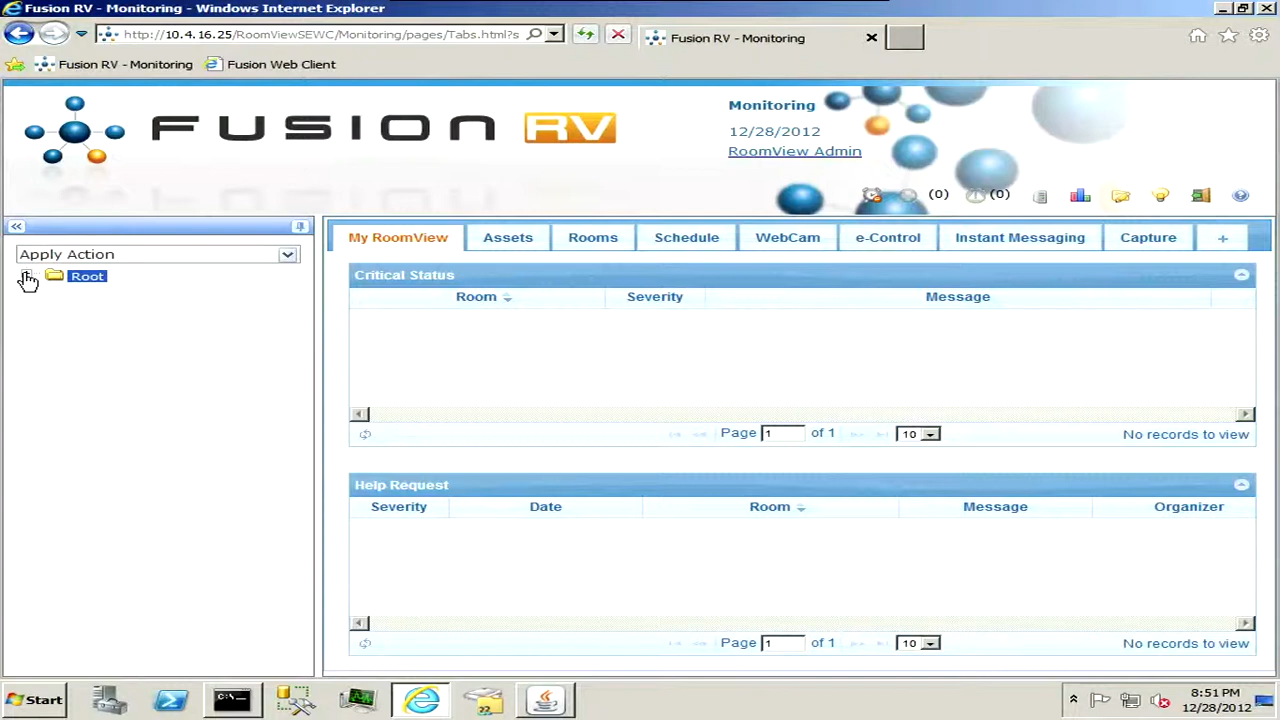 Fusion RV - Monitoring - Windows Internet Explorer
http://10.4.16.25/RoomViewSEWC/Monitoring/pages/Tabs.html?s
Fusion RV - Monitoring
Fusion RV - Monitoring
Fusion Web Client
FUSION RV
Monitoring
12/28/2012
RoomView Admin
(0)
(0)
Apply Action
Root
My RoomView
Assets
Rooms
Schedule
WebCam
e-Control
Instant Messaging
Capture
+
Critical Status
Room
Severity
Message
Page 1 of 1
10
No records to view
Help Request
Severity
Date
Room
Message
Organizer
Page 1 of 1
10
No records to view
Start
8:51 PM
12/28/2012